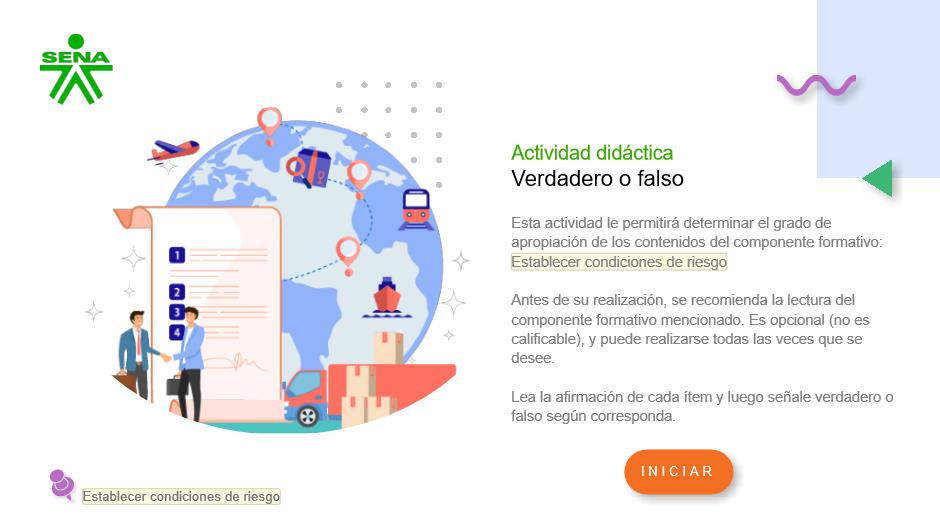 SENA
Actividad didáctica
Verdadero o falso
Esta actividad le permitirá determinar el grado de
apropiación de los contenidos del componente formativo:
Establecer condiciones de riesgo
Antes de su realización, se recomienda la lectura del
componente formativo mencionado. Es opcional (no es
calificable), y puede realizarse todas las veces que se
desee.
Lea la afirmación de cada ítem y luego señale verdadero o
falso según corresponda.
1
2
3
4
INICIAR
Establecer condiciones de riesgo